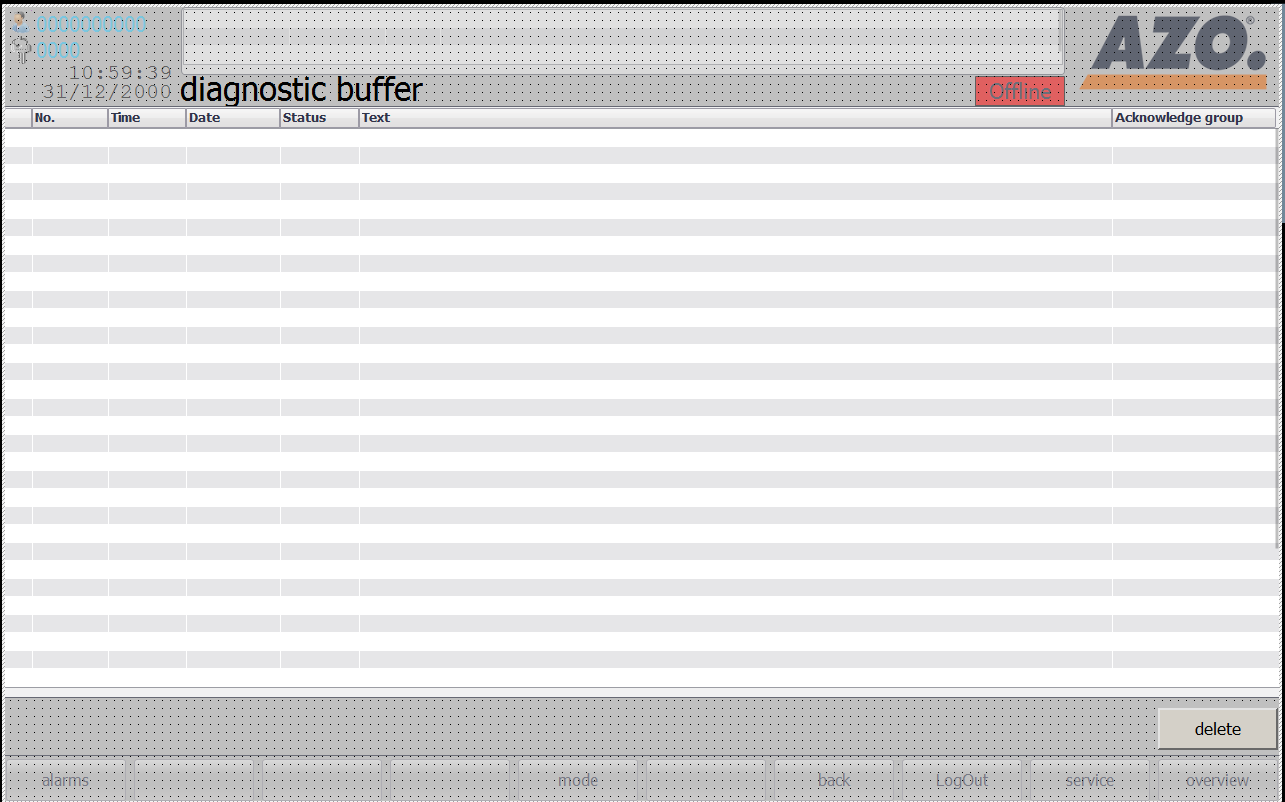 0000000000
0000
10:59:39
31/12/2000
diagnostic buffer
Offline
AZO.®
No. Time Date Status Text Acknowledge group
delete
alarms mode back LogOut service overview